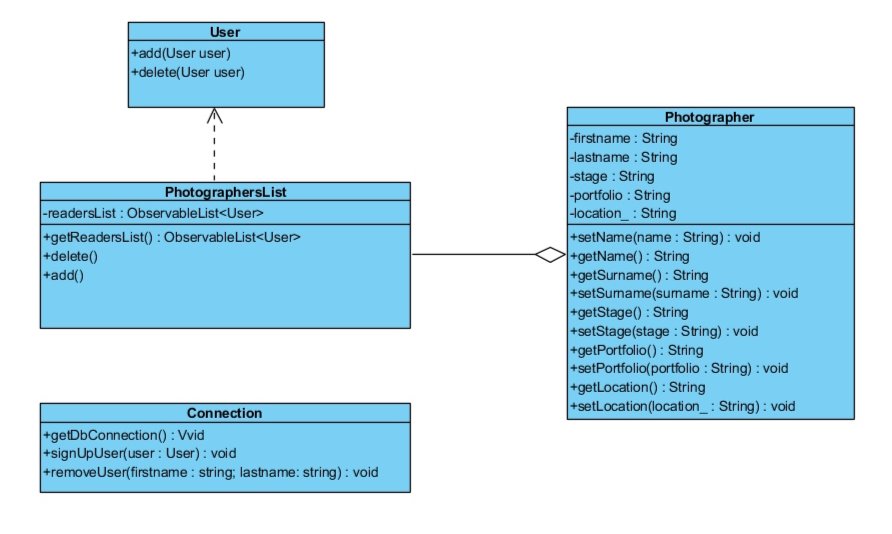 User
+add(User user)
+delete(User user)
PhotographersList
-readersList : ObservableList<User>
+getReadersList() : ObservableList<User>
+delete()
+add()
Photographer
-firstname : String
-lastname : String
-stage : String
-portfolio : String
-location_ : String
+setName(name : String) : void
+getName() : String
+getSurname() : String
+setSurname(surname : String) : void
+getStage() : String
+setStage(stage : String) : void
+getPortfolio() : String
+setPortfolio(portfolio : String) : void
+getLocation() : String
+setLocation(location_ : String) : void
Connection
+getDbConnection() : Vvid
+signUpUser(user : User) : void
+removeUser(firstname : string; lastname: string) : void